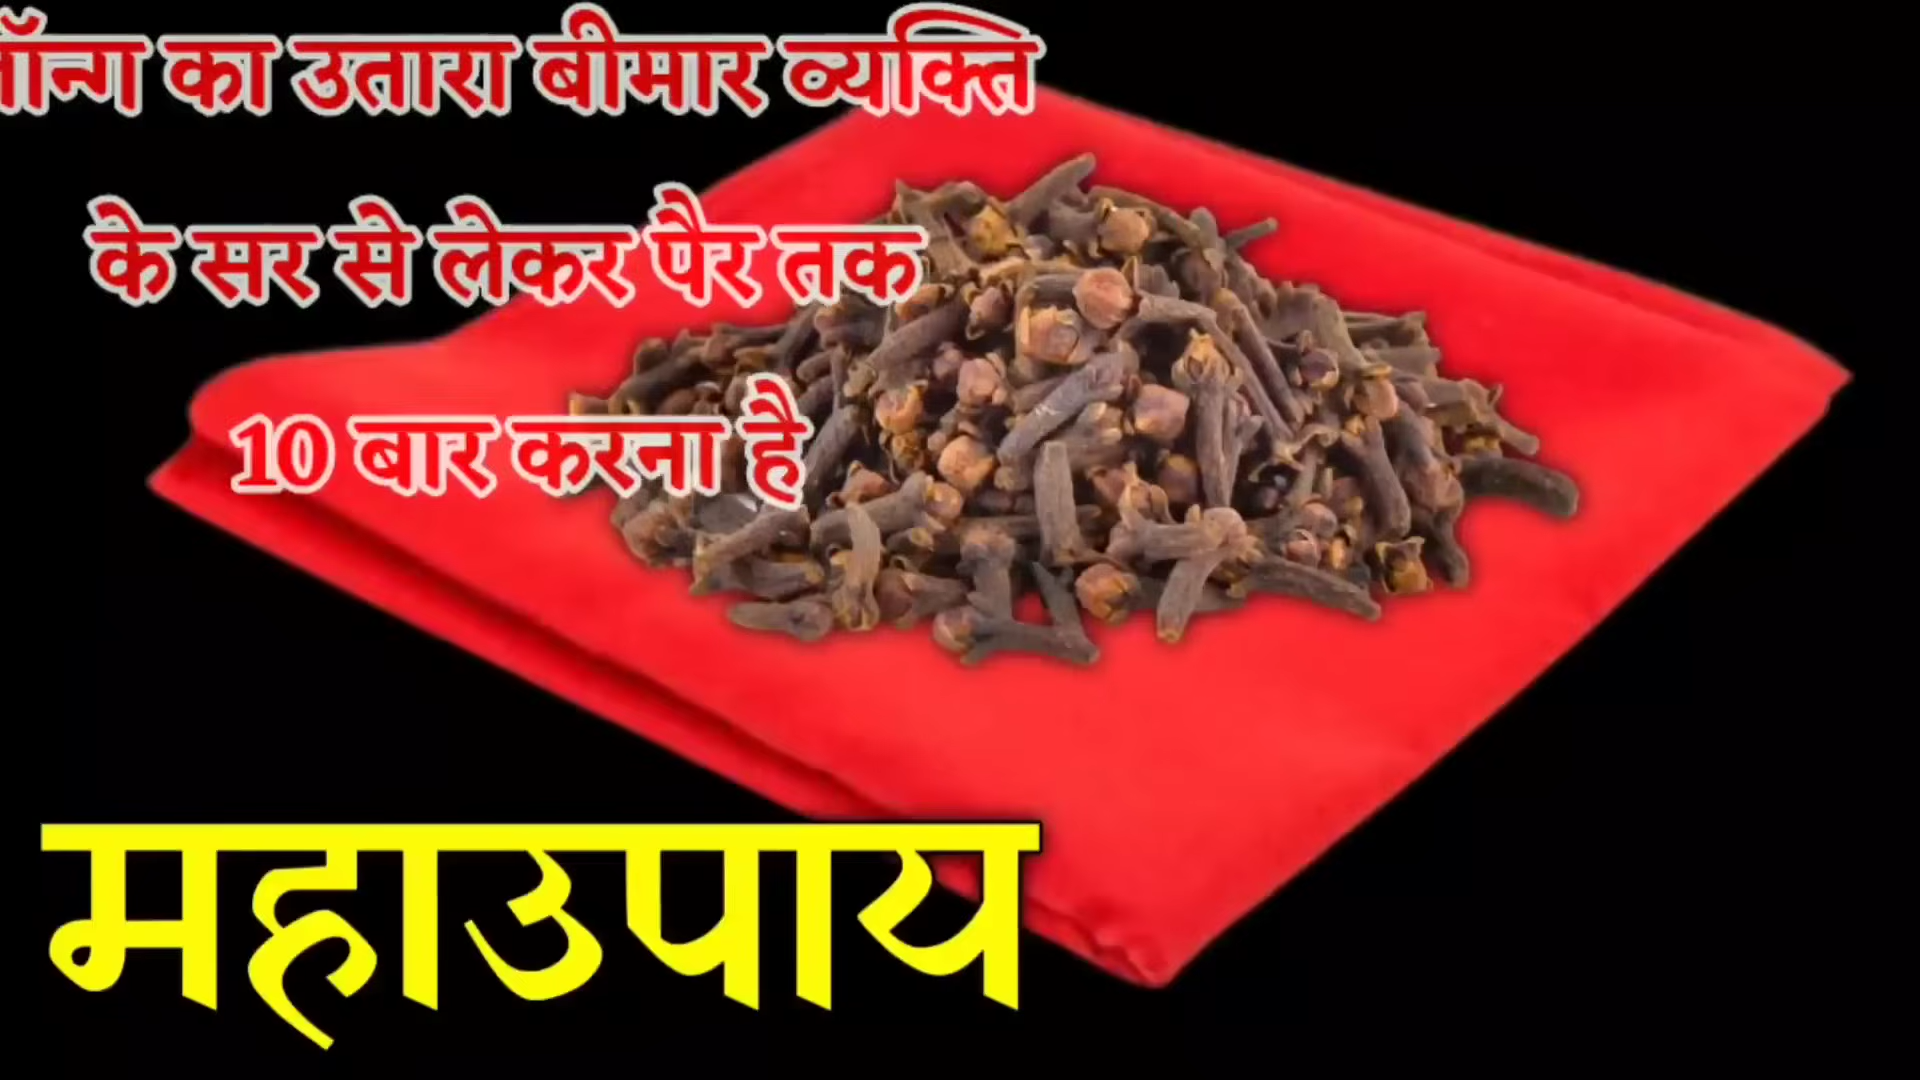 का उतारा बीमार व्यक्ति
के सर से लेकर पैर तक
10 बार करना है
महाउपाय